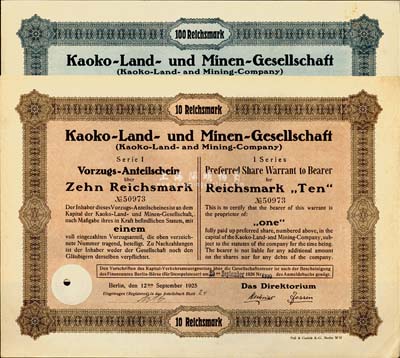 100 Reichsmark
Kaoko-Land- und Minen-Gesellschaft
(Kaoko-Land- and Mining-Company)
10 Reichsmark
Kaoko-Land- und Minen-Gesellschaft
(Kaoko-Land- and Mining-Company)
Serie I
Vorzugs-Anteilschein
über
Zehn Reichsmark
№50973
Der Inhaber dieses Vorzugs-Anteilscheines ist an dem
Kapital der Kaoko-Land- und Minen-Gesellschaft,
nach Maßgabe ihres in Kraft befindlichen Statuts, mit
einem
voll eingezahlten Vorzugsanteil, die oben verzeich-
nete Nummer tragend, beteiligt. Zu Nachzahlungen
ist der Inhaber weder der Gesellschaft noch den
Gläubigern derselben verpflichtet.
I Series
Preferred Share Warrant to Bearer
for
Reichsmark „Ten"
№50973
This is to certify that the bearer of this warrant is
the proprietor of:
„one"
fully paid up preferred share, numbered above, in the
capital of the Kaoko-Land- and Mining-Company, sub-
ject to the statutes of the company for the time being.
The bearer is not liable for any additional amount
on the shares nor for any debts of the company.
Berlin, den 12ten September 1925
Das Direktorium
10 Reichsmark